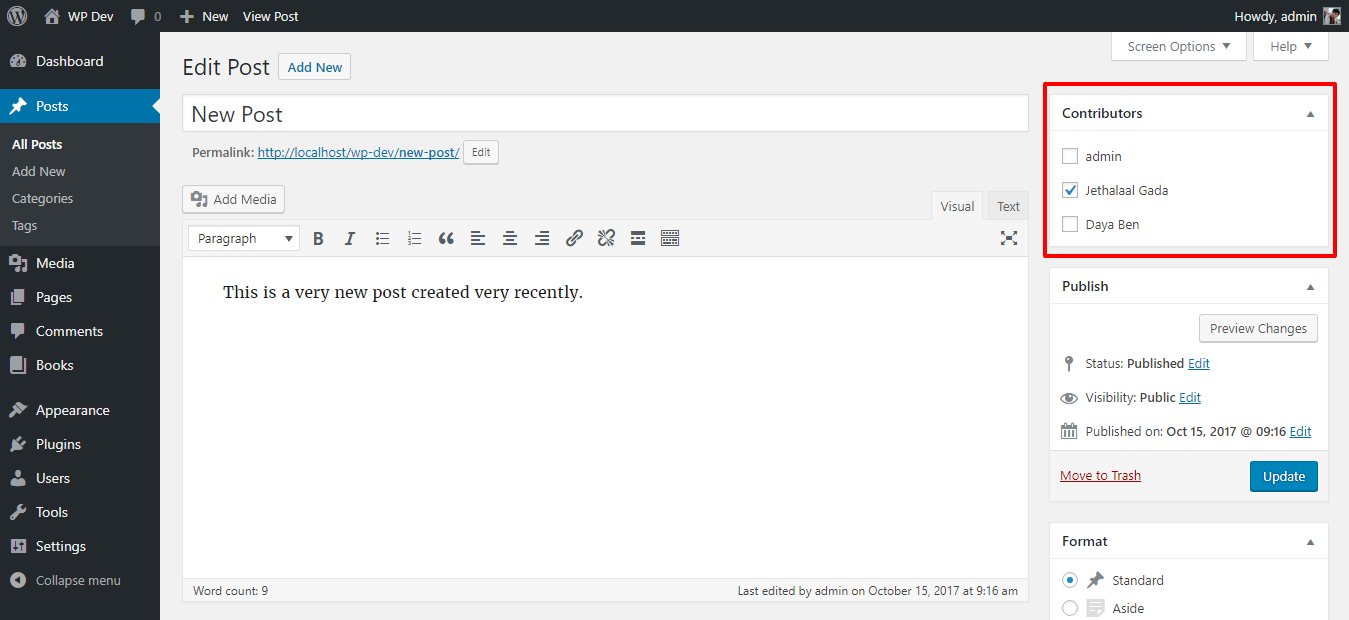 WP Dev 0 New View Post Howdy, admin
Dashboard
Posts
All Posts
Add New
Categories
Tags
Media
Pages
Comments
Books
Appearance
Plugins
Users
Tools
Settings
Collapse menu
Screen Options Help
Edit Post Add New
New Post
Permalink: http://localhost/wp-dev/new-post/ Edit
Add Media
Visual Text
Paragraph
This is a very new post created very recently.
Word count: 9 Last edited by admin on October 15, 2017 at 9:16 am
Contributors
admin
Jethalaal Gada
Daya Ben
Publish
Preview Changes
Status: Published Edit
Visibility: Public Edit
Published on: Oct 15, 2017 @ 09:16 Edit
Move to Trash Update
Format
Standard
Aside